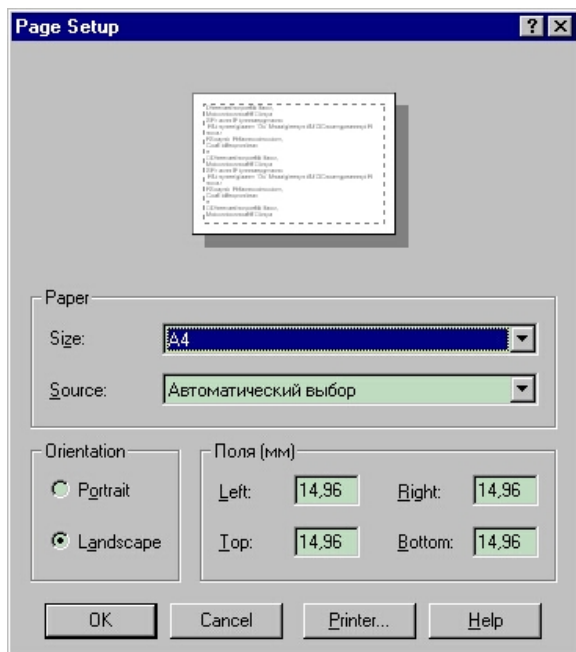 Page Setup
Paper
Size: A4
Source: Автоматический выбор
Orientation
Portrait
Landscape
Поля (мм)
Left: 14,96 Right: 14,96
Top: 14,96 Bottom: 14,96
OK Cancel Printer... Help